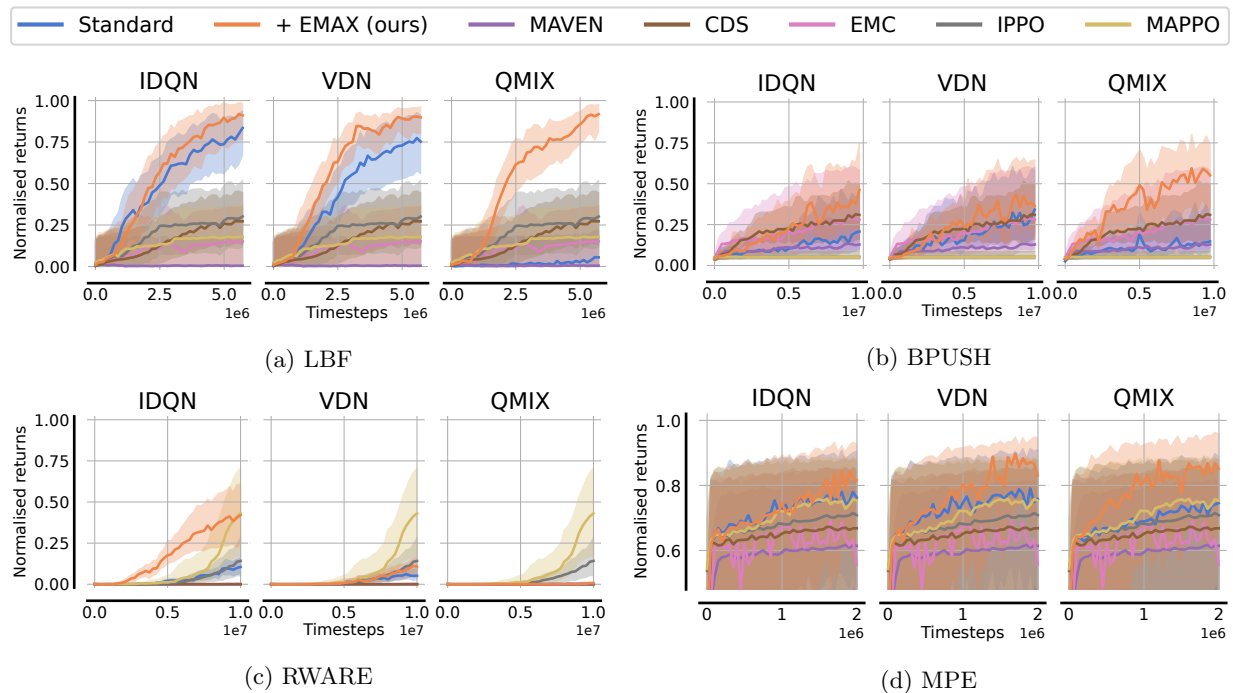 Standard + EMAX (ours) MAVEN CDS EMC IPPO MAPPO
IDQN VDN QMIX
Normalised returns
1.00
0.75
0.50
0.25
0.00
0.0 2.5 5.0 0.0 2.5 5.0 0.0 2.5 5.0
1e6 Timesteps 1e6 1e6
(a) LBF
IDQN VDN QMIX
Normalised returns
1.00
0.75
0.50
0.25
0.00
0.0 0.5 1.0 0.0 0.5 1.0 0.0 0.5 1.0
1e7 Timesteps 1e7 1e7
(b) BPUSH
IDQN VDN QMIX
Normalised returns
1.00
0.75
0.50
0.25
0.00
0.0 0.5 1.0 0.0 0.5 1.0 0.0 0.5 1.0
1e7 Timesteps 1e7 1e7
(c) RWARE
IDQN VDN QMIX
Normalised returns
1.0
0.8
0.6
0 1 2 0 1 2 0 1 2
1e6 Timesteps 1e6 1e6
(d) MPE